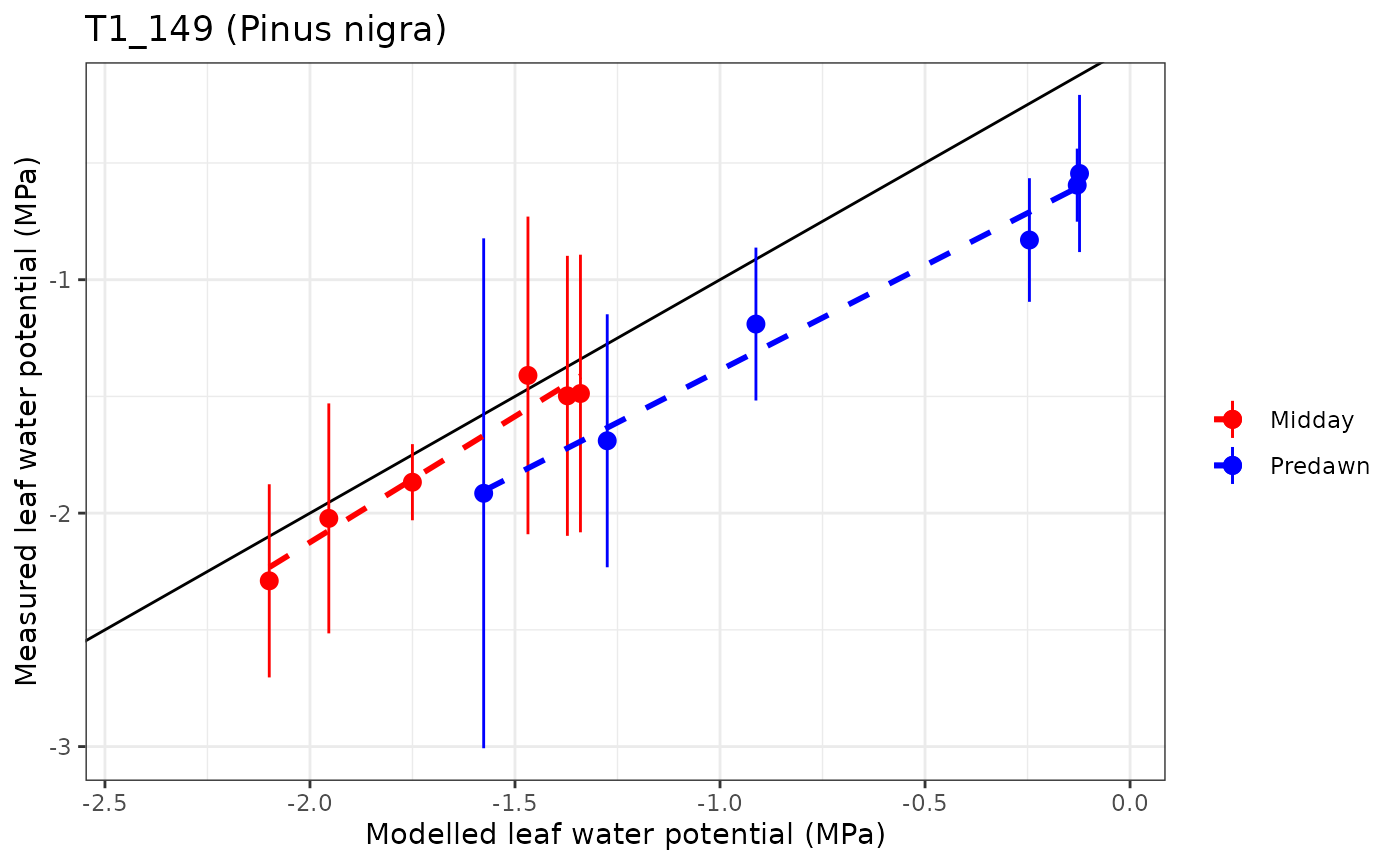 T1_149 (Pinus nigra)
Measured leaf water potential (MPa)
-1
-2
-3
-2.5
-2.0
-1.5
-1.0
-0.5
0.0
Modelled leaf water potential (MPa)
Midday
Predawn